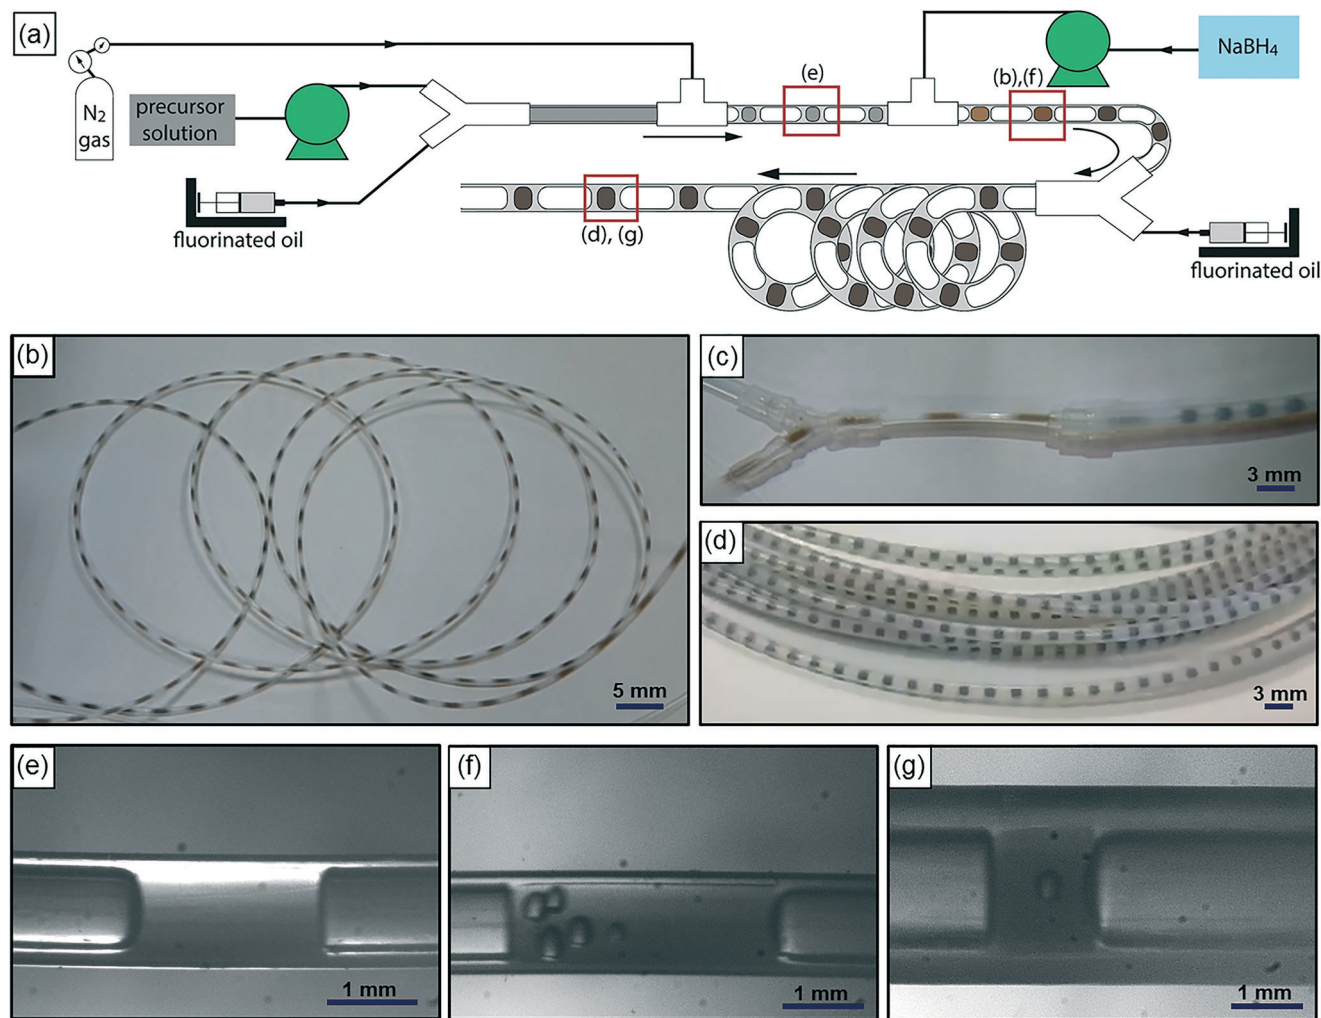 (a)
N2
gas
precursor
solution
fluorinated oil
(e)
(b),(f)
NaBH4
(d), (g)
fluorinated oil
(b)
5 mm
(c)
3 mm
(d)
3 mm
(e)
1 mm
(f)
1 mm
(g)
1 mm